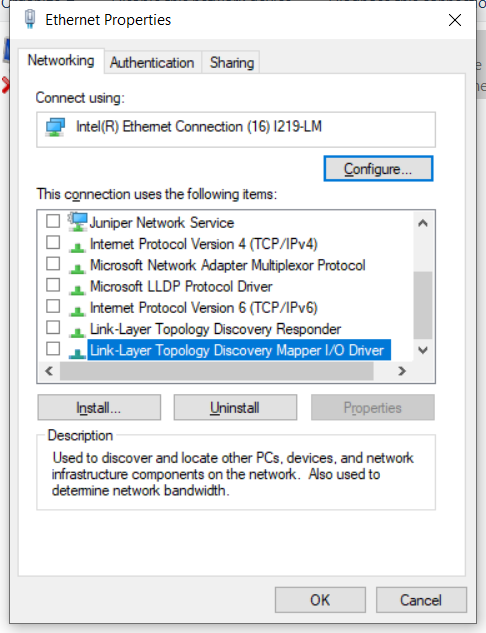 Ethernet Properties
Networking Authentication Sharing
Connect using:
Intel(R) Ethernet Connection (16) I219-LM
Configure...
This connection uses the following items:
Juniper Network Service
Internet Protocol Version 4 (TCP/IPv4)
Microsoft Network Adapter Multiplexor Protocol
Microsoft LLDP Protocol Driver
Internet Protocol Version 6 (TCP/IPv6)
Link-Layer Topology Discovery Responder
Link-Layer Topology Discovery Mapper I/O Driver
Install... Uninstall Properties
Description
Used to discover and locate other PCs, devices, and network
infrastructure components on the network. Also used to
determine network bandwidth.
OK Cancel